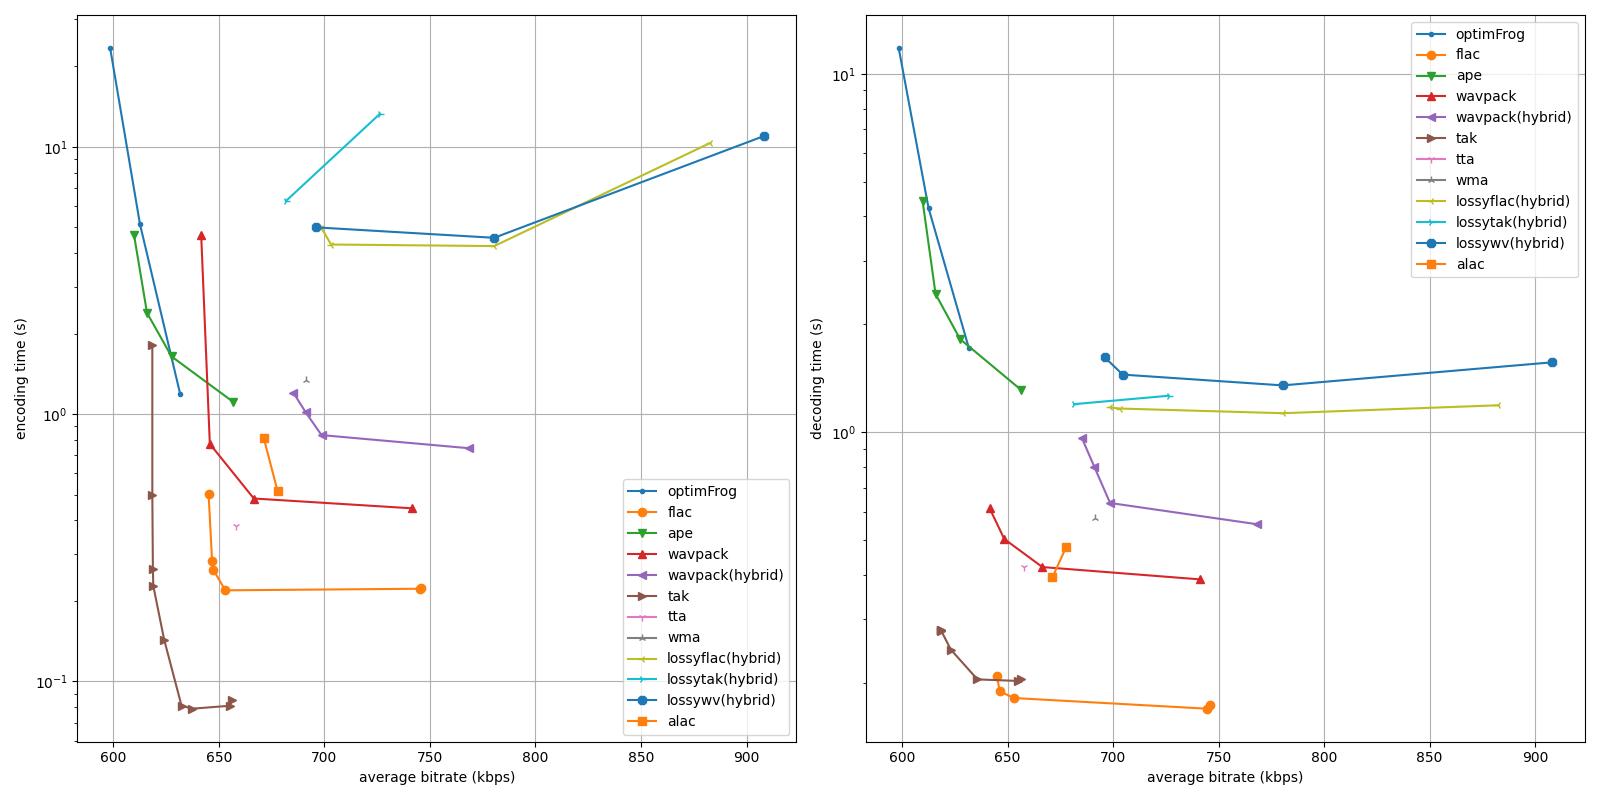 10¹
10⁰
10⁻¹
encoding time (s)
600 650 700 750 800 850 900
average bitrate (kbps)
optimFrog
flac
ape
wavpack
wavpack(hybrid)
tak
tta
wma
lossyflac(hybrid)
lossytak(hybrid)
lossywv(hybrid)
alac
10¹
10⁰
decoding time (s)
600 650 700 750 800 850 900
average bitrate (kbps)
optimFrog
flac
ape
wavpack
wavpack(hybrid)
tak
tta
wma
lossyflac(hybrid)
lossytak(hybrid)
lossywv(hybrid)
alac